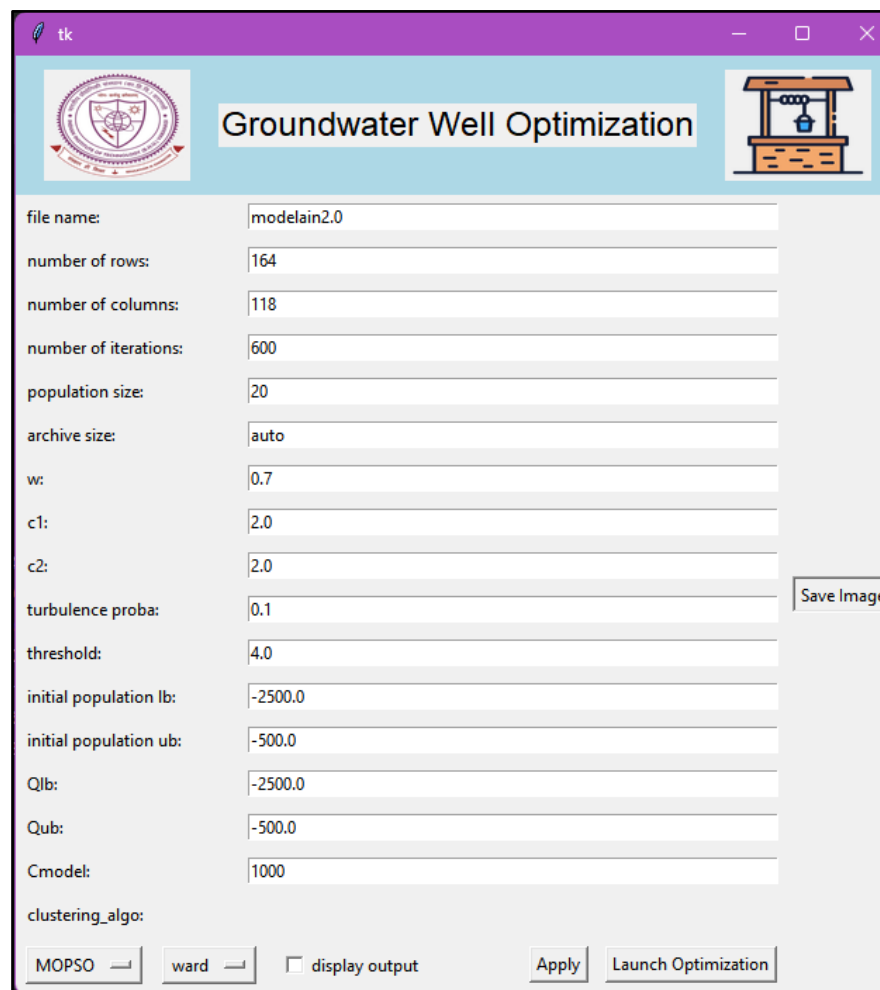 tk
Groundwater Well Optimization
file name: modelain2.0
number of rows: 164
number of columns: 118
number of iterations: 600
population size: 20
archive size: auto
w: 0.7
c1: 2.0
c2: 2.0
turbulence proba: 0.1
Save Image
threshold: 4.0
initial population lb: -2500.0
initial population ub: -500.0
Qlb: -2500.0
Qub: -500.0
Cmodel: 1000
clustering_algo:
MOPSO ward display output Apply Launch Optimization